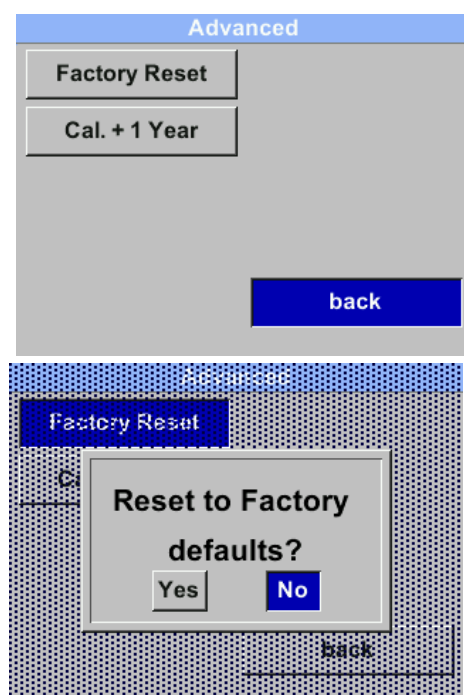 Advanced
Factory Reset
Cal. + 1 Year
back
Advanced
Factory Reset
Reset to Factory
defaults?
Yes No
back